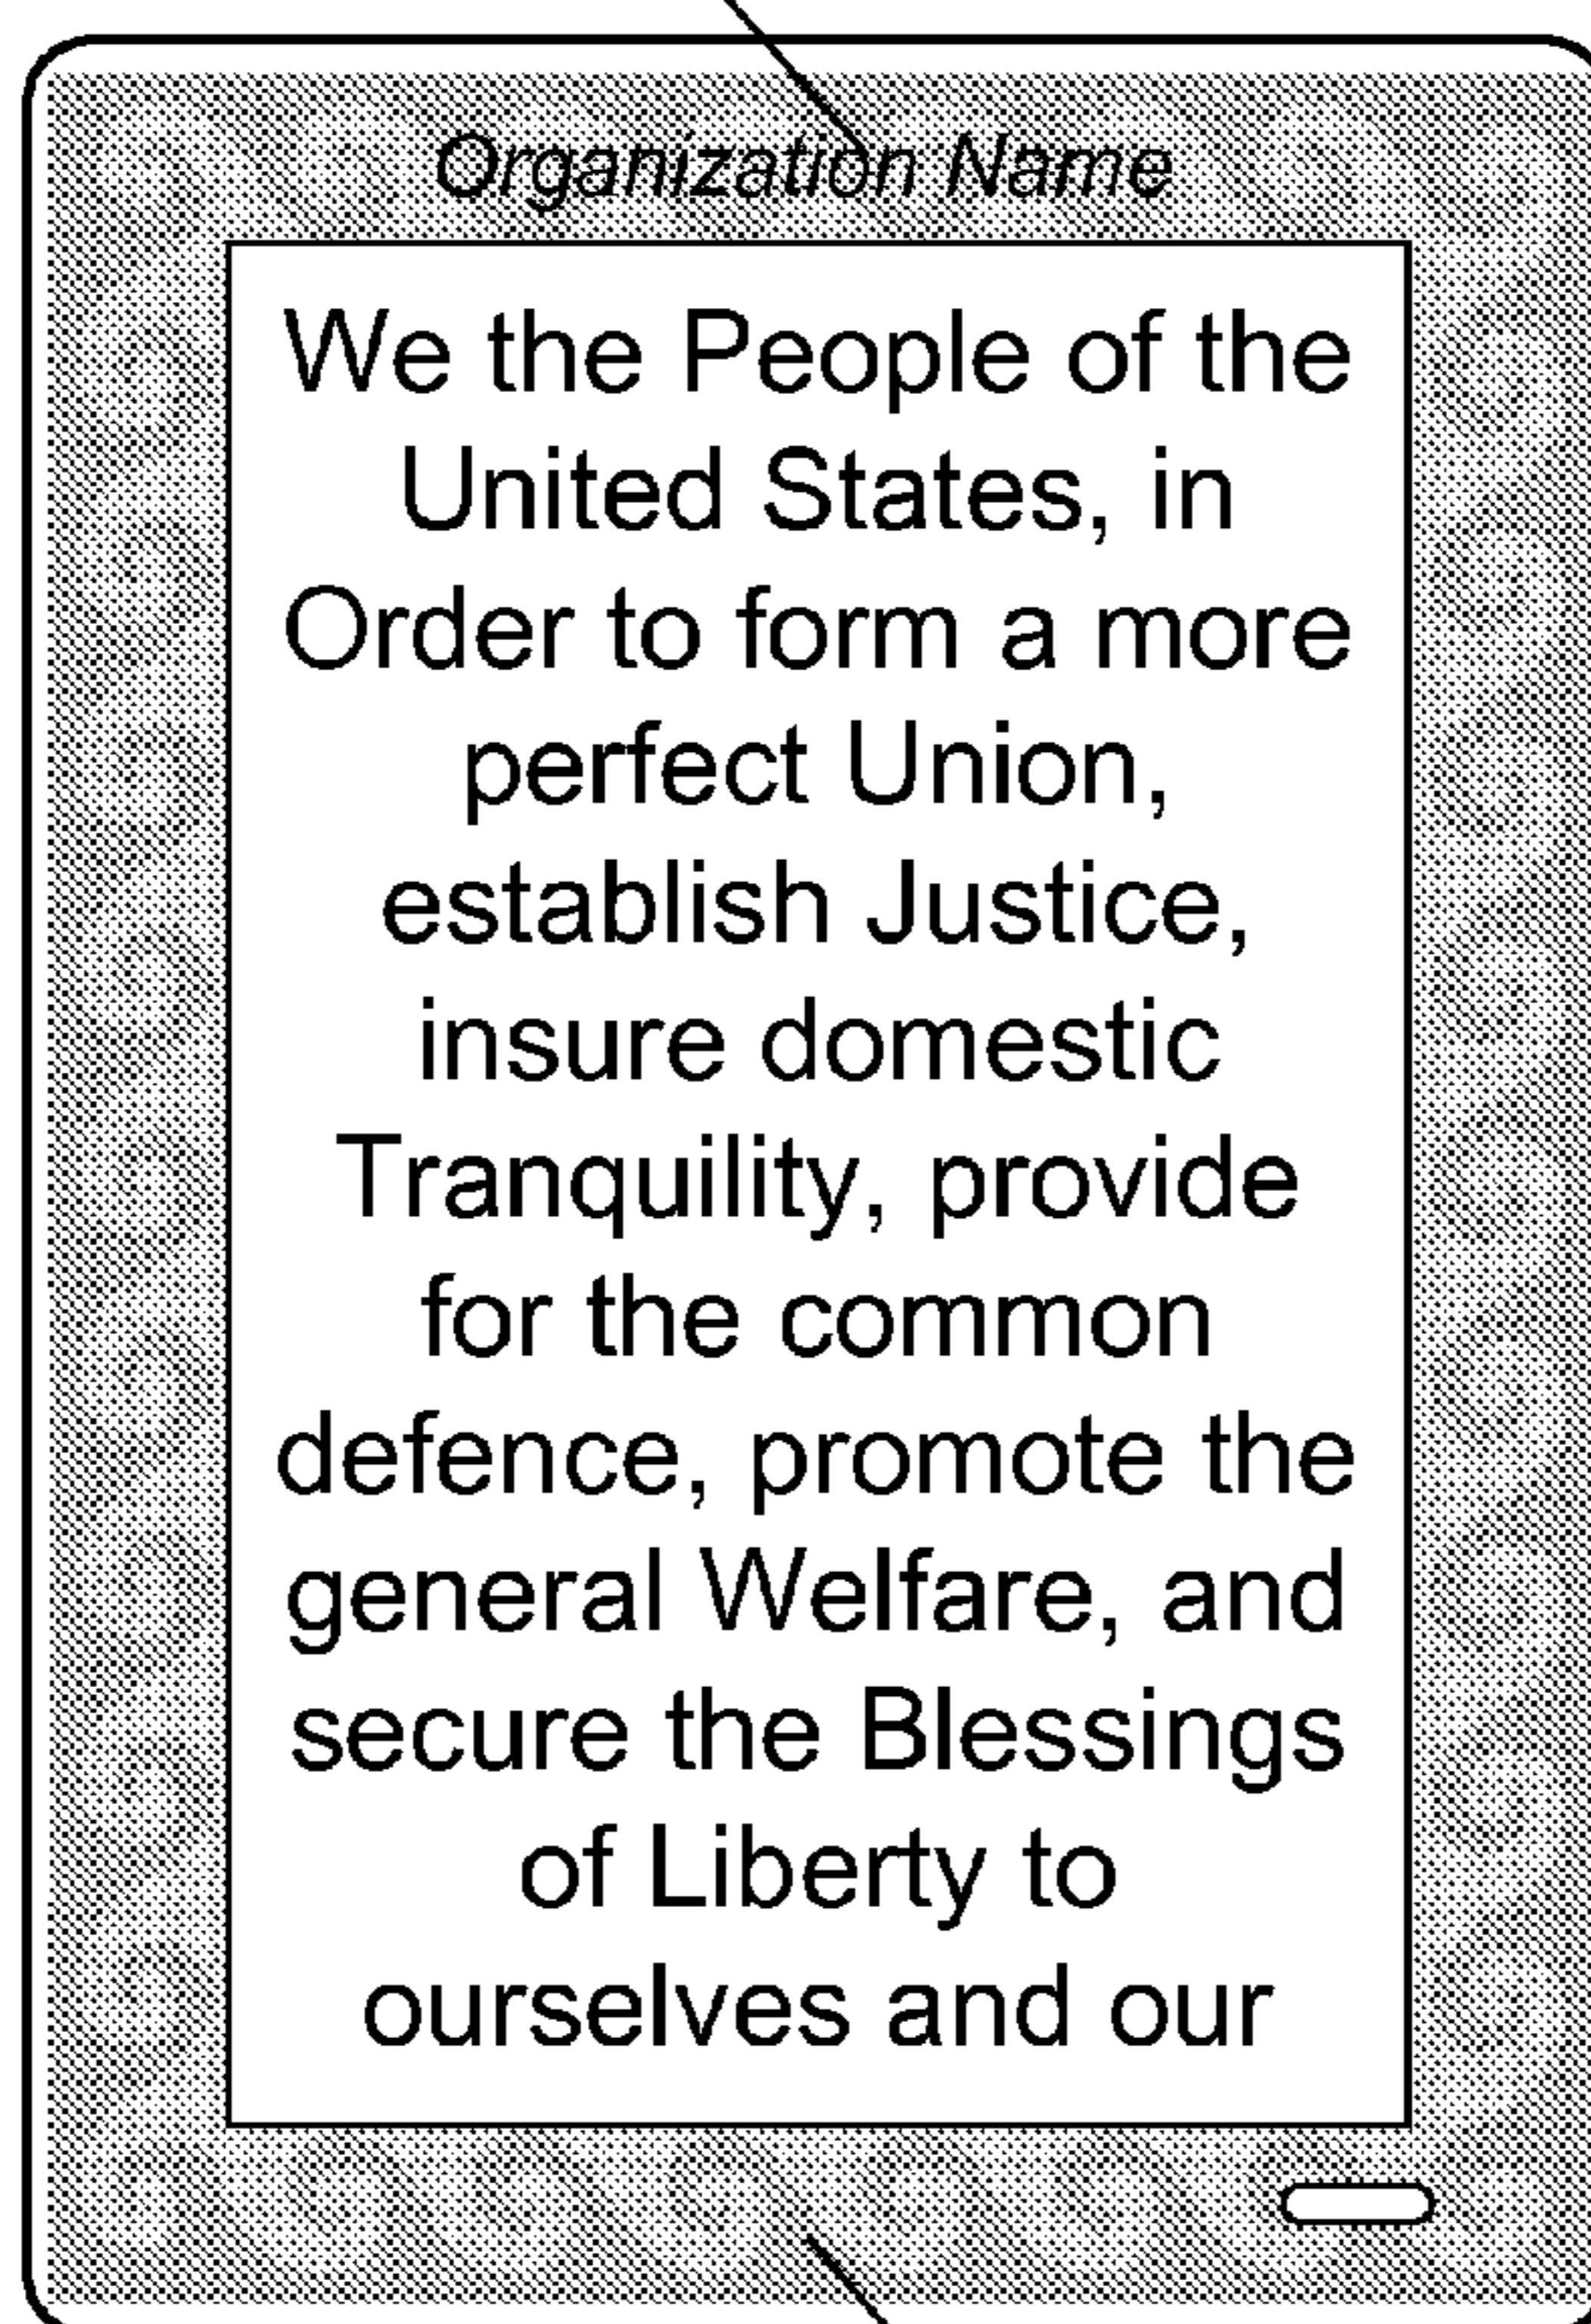 Organization Name
We the People of the
United States, in
Order to form a more
perfect Union,
establish Justice,
insure domestic
Tranquility, provide
for the common
defence, promote the
general Welfare, and
secure the Blessings
of Liberty to
ourselves and our